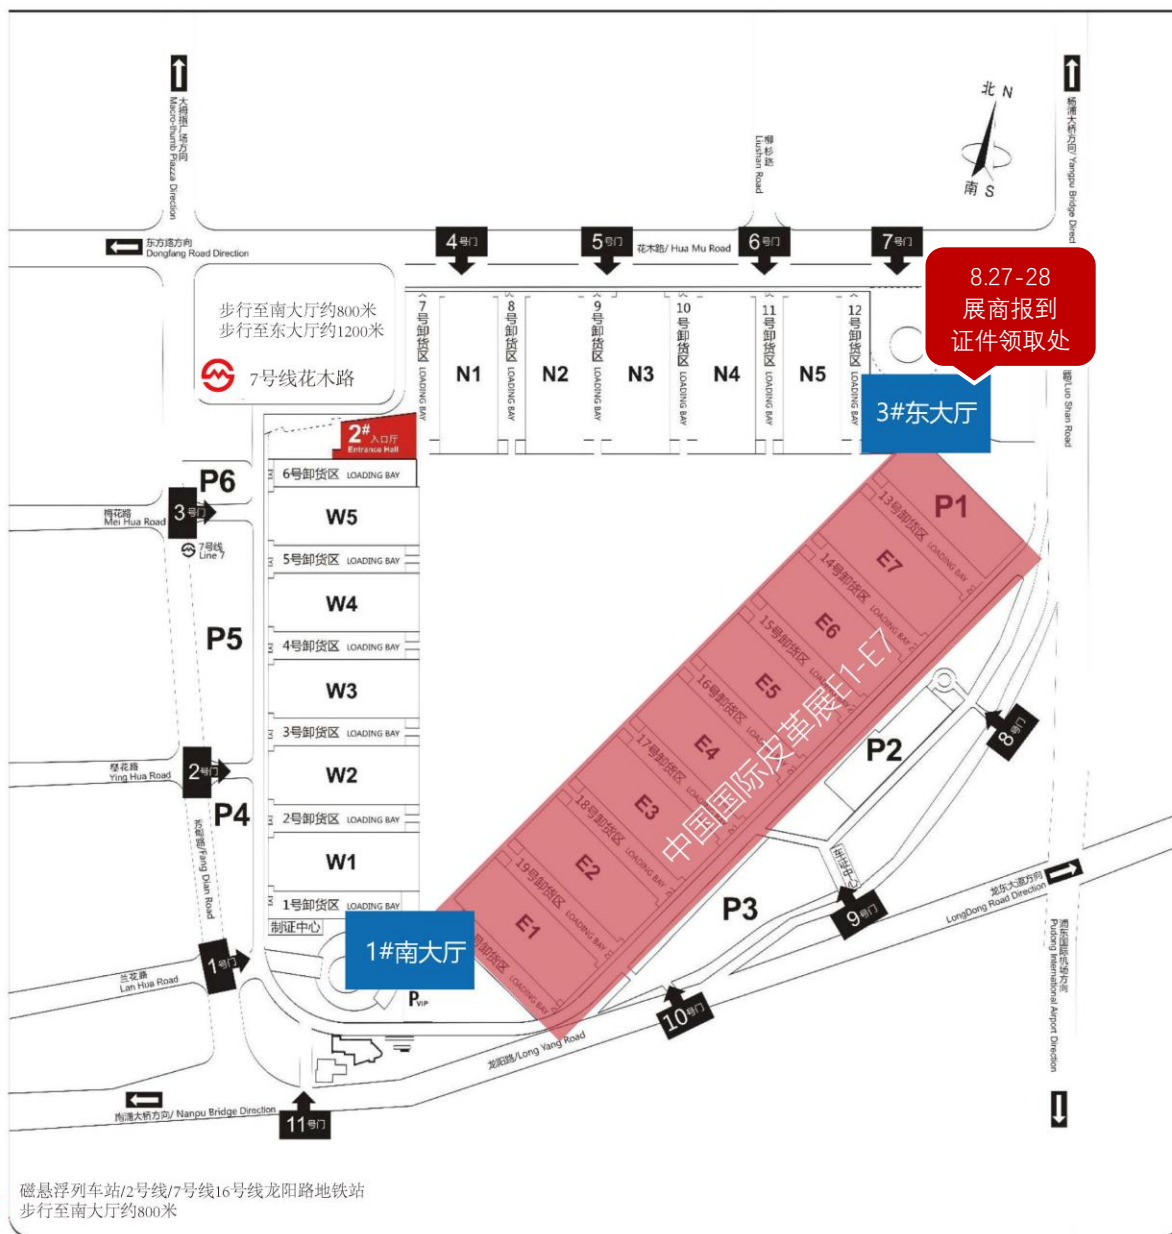 北 N
南 S
大拇指广场方向
Macro-thumb Plazza Direction
柳杉路
Liushan Road
杨浦大桥方向/ Yangpu Bridge Direct
东方路方向
Dongfang Road Direction
4号门
5号门
花木路/ Hua Mu Road
6号门
7号门
8.27-28
展商报到
证件领取处
步行至南大厅约800米
步行至东大厅约1200米
7号线花木路
7号卸货区 LOADING BAY
N1
8号卸货区 LOADING BAY
N2
9号卸货区 LOADING BAY
N3
10号卸货区 LOADING BAY
N4
11号卸货区 LOADING BAY
N5
12号卸货区 LOADING BAY
3#东大厅
/Luo Shan Road
2# 入口厅
Entrance Hall
6号卸货区 LOADING BAY
P6
3号门
梅花路
Mei Hua Road
7号线
Line 7
W5
5号卸货区 LOADING BAY
W4
P5
4号卸货区 LOADING BAY
W3
3号卸货区 LOADING BAY
2号门
樱花路
Ying Hua Road
W2
P4
2号卸货区 LOADING BAY
W1
1号卸货区 LOADING BAY
制证中心
芳甸路/Fang Dian Road
P1
13号卸货区 LOADING BAY
E7
14号卸货区 LOADING BAY
E6
15号卸货区 LOADING BAY
E5
16号卸货区 LOADING BAY
E4
17号卸货区 LOADING BAY
E3
18号卸货区 LOADING BAY
E2
19号卸货区 LOADING BAY
E1
号卸货区 LOADING BAY
中国国际皮革展E1-E7
P2
8号门
P3
9号门
龙东大道方向
LongDong Road Direction
1#南大厅
1号门
兰花路
Lan Hua Road
P VIP
10号门
龙阳路/Long Yang Road
浦东国际机场方向
Pudong International Airport Direction
南浦大桥方向/ Nanpu Bridge Direction
11号门
磁悬浮列车站/2号线/7号线16号线龙阳路地铁站
步行至南大厅约800米